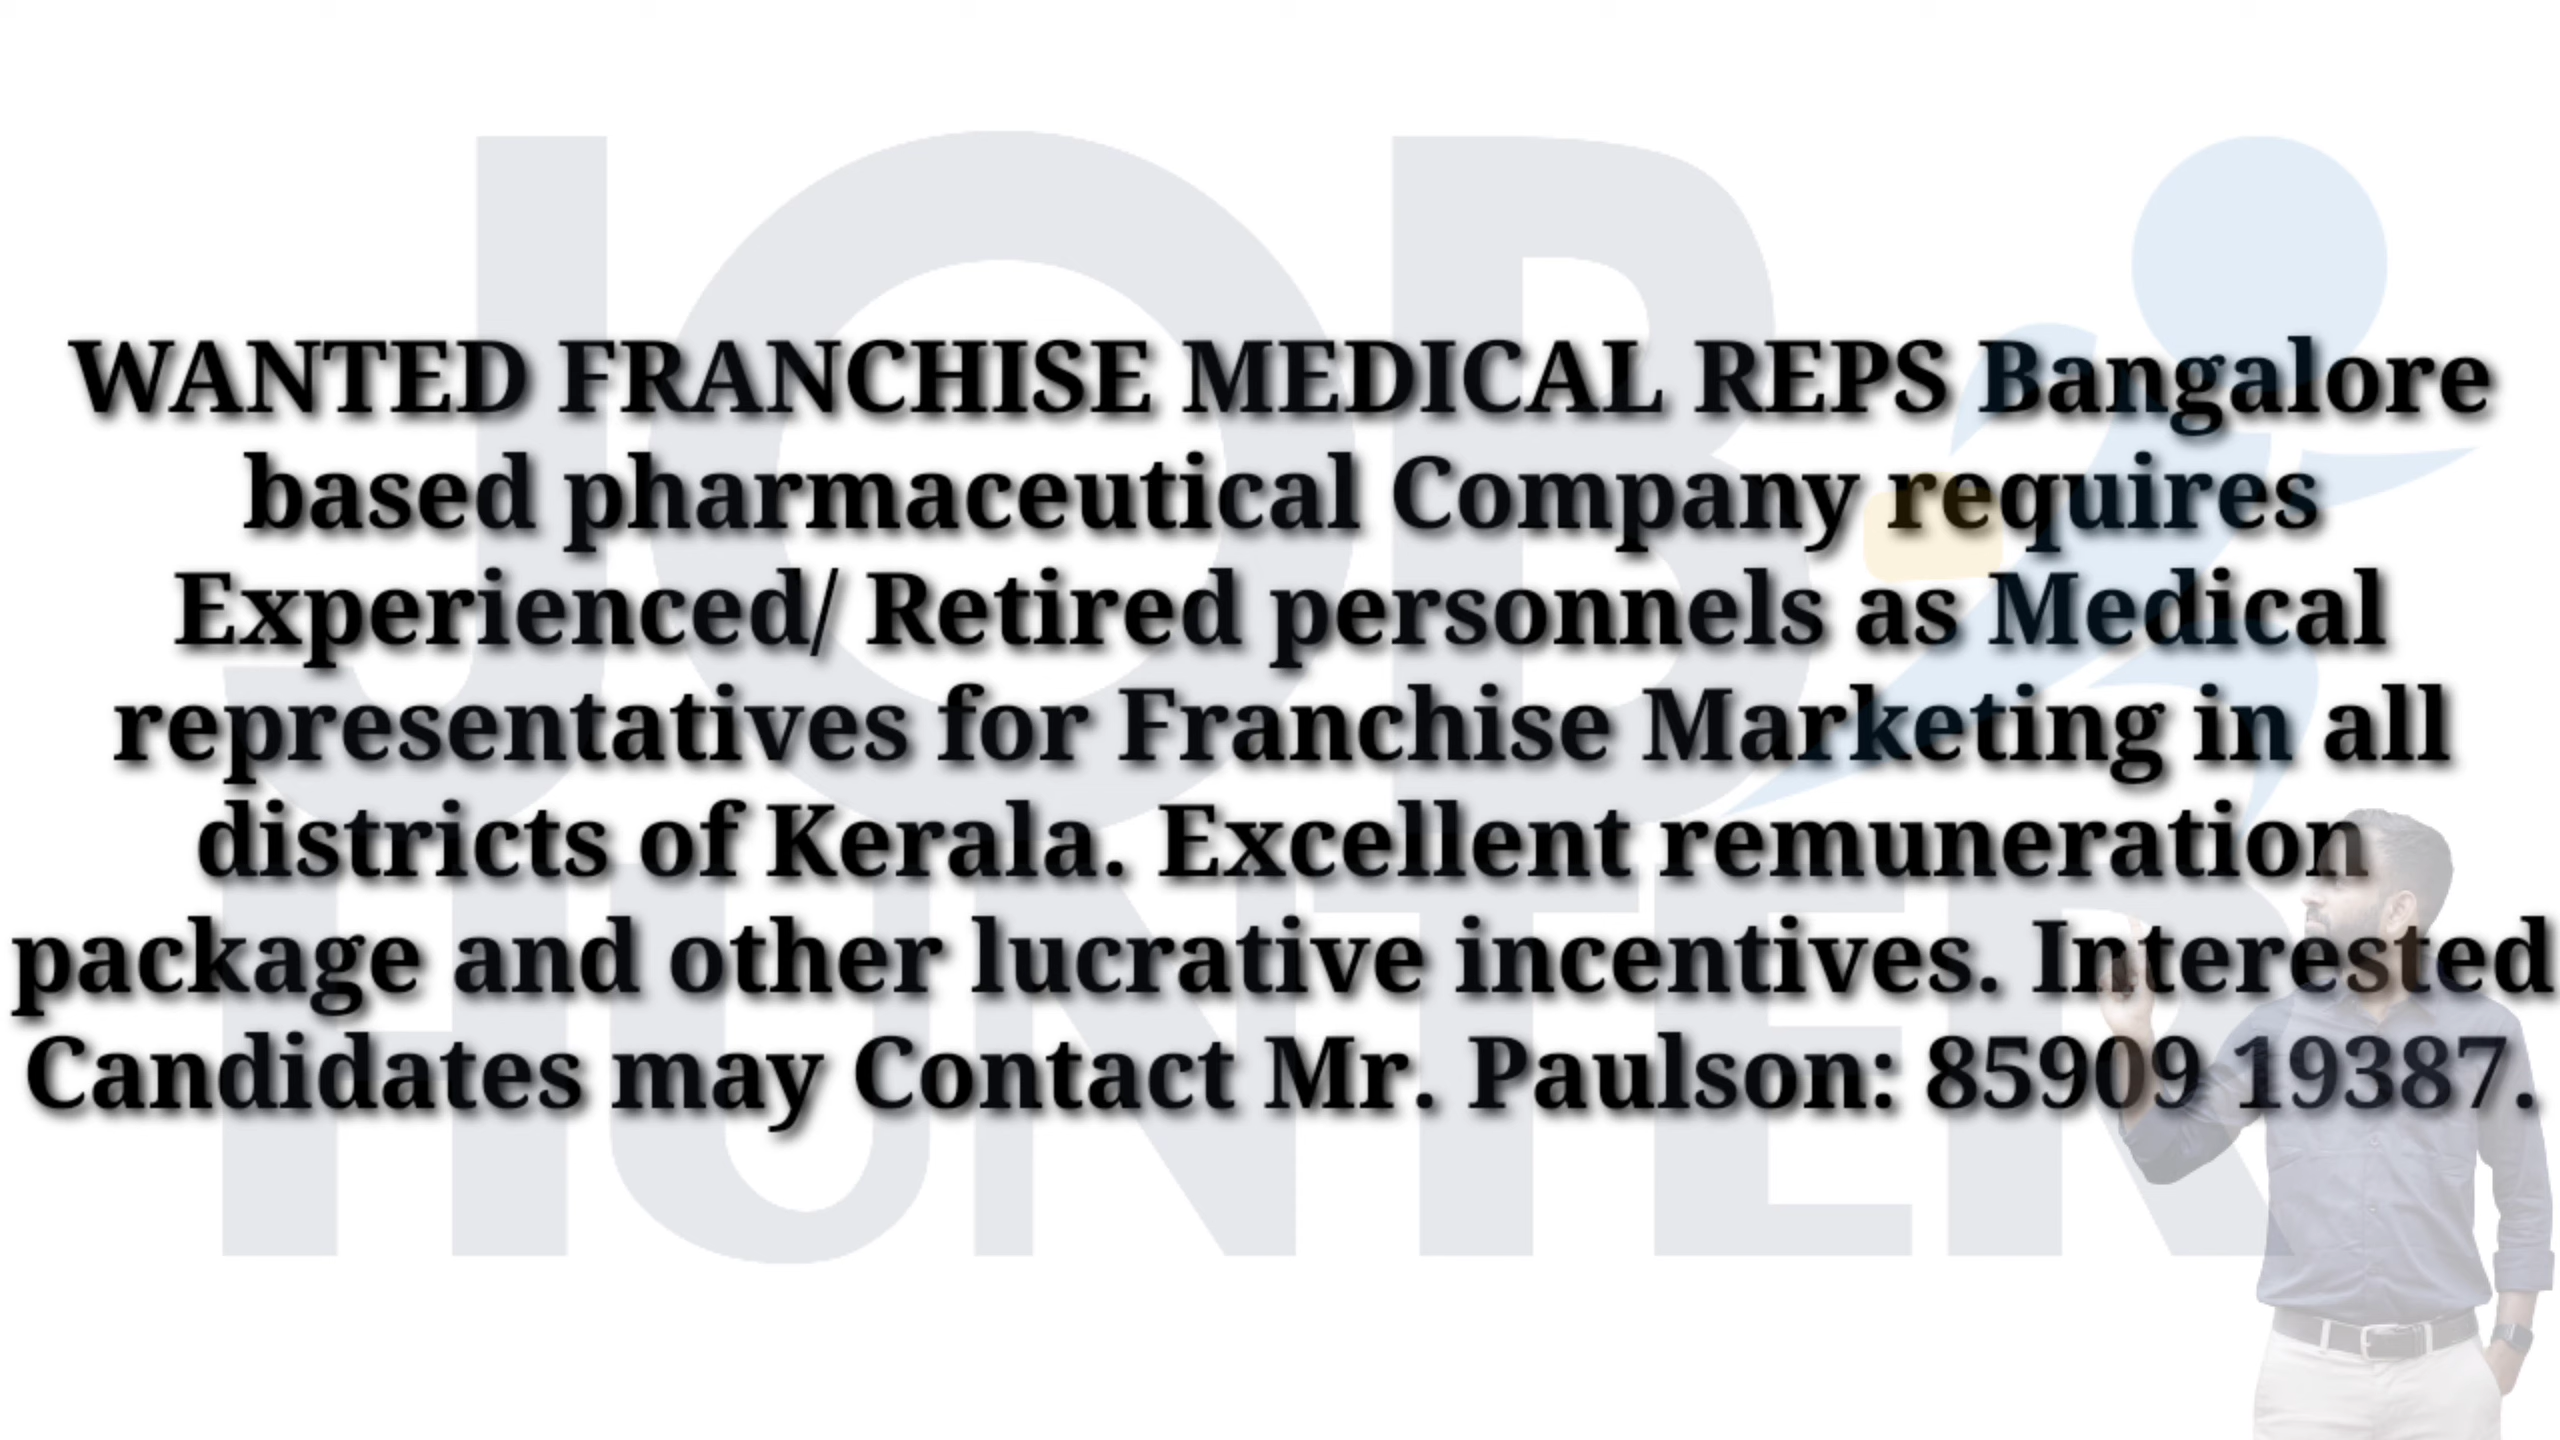 JOB
HUNTER
WANTED FRANCHISE MEDICAL REPS Bangalore
based pharmaceutical Company requires
Experienced/ Retired personnels as Medical
representatives for Franchise Marketing in all
districts of Kerala. Excellent remuneration
package and other lucrative incentives. Interested
Candidates may Contact Mr. Paulson: 85909 19387.